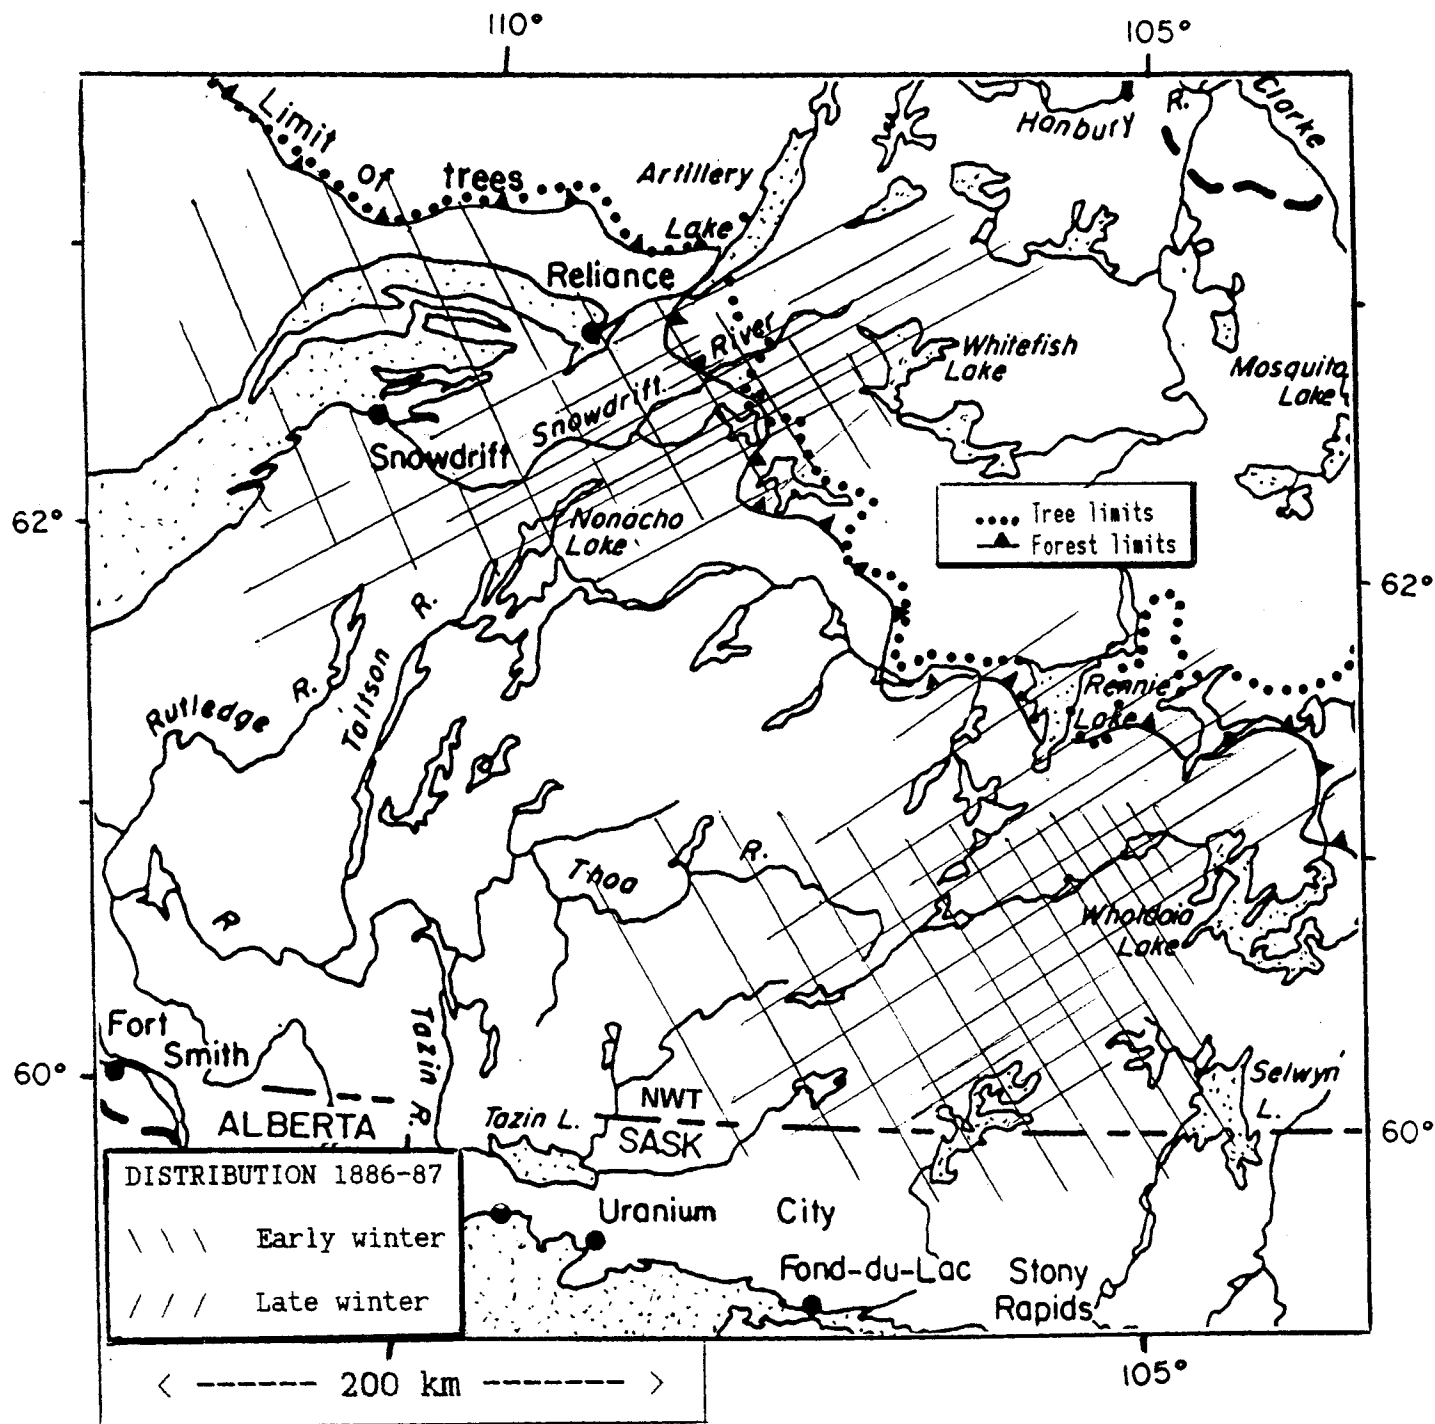 110°
105°
Limit of trees
Artillery
Lake
Hanbury
R.
Clarke
Reliance
River
Snowdrift
Whitefish
Lake
Mosquito
Lake
Snowdrift
62°
Nonacho
Lake
Tree limits
Forest limits
62°
R.
Taltson
Rutledge
R.
Rennie
Lake
Thoa
R.
R
Wholdaia
Lake
Fort
Smith
Tazin R.
60°
NWT
Selwyn
L.
ALBERTA
Tazin L.
SASK
60°
DISTRIBUTION 1886-87
Early winter
Late winter
Uranium City
Fond-du-Lac
Stony
Rapids
200 km
105°